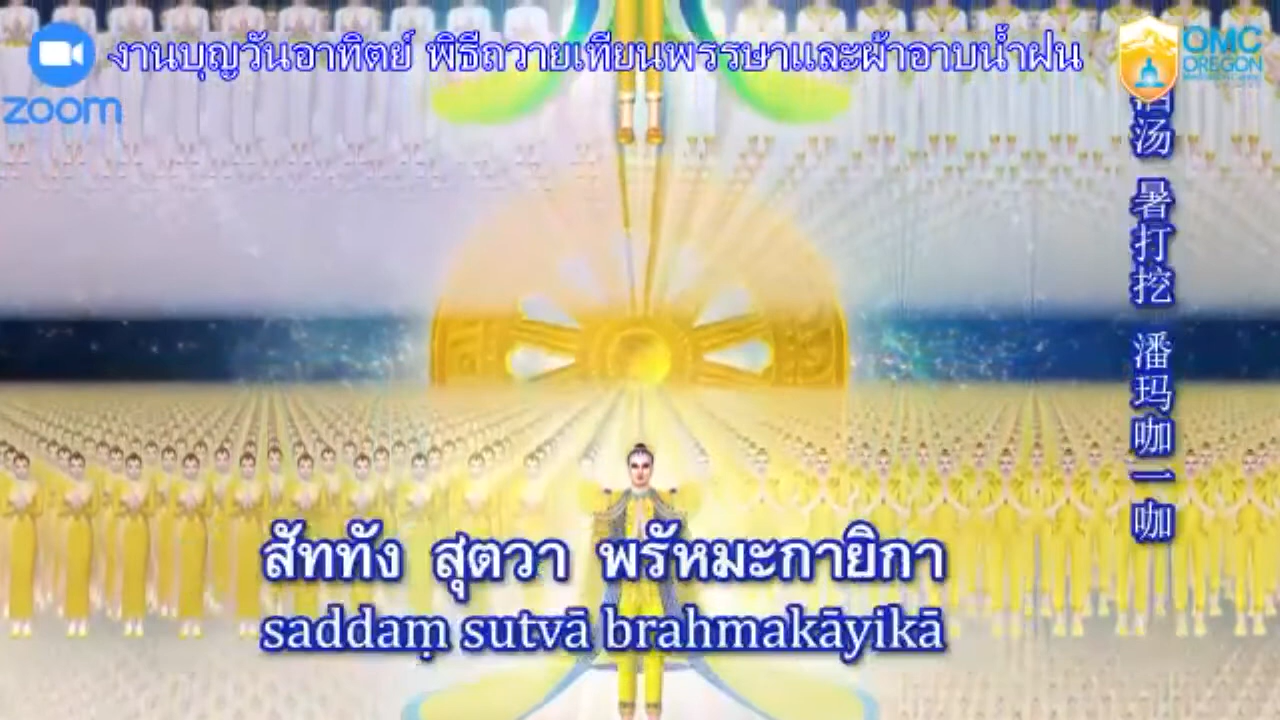 งานบุญวันอาทิตย์ พิธีถวายเทียนพรรษาและผ้าอาบน้ำฝน
zoom
OMC
OREGON
汤 暑打挖 潘玛咖一咖
สัททัง สุตวา พรัหมะกายิกา
saddaṃ sutvā brahmakāyikā